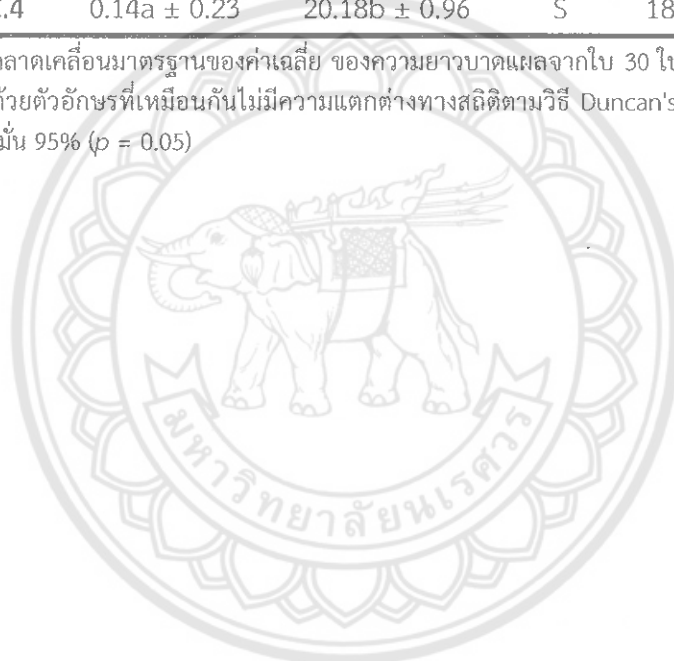 .4 0.14a ± 0.23 20.18b ± 0.96 S 18
ลาดเคลื่อนมาตรฐานของค่าเฉลี่ย ของความยาวบาดแผลจากใบ 30 ใบ
ด้วยตัวอักษรที่เหมือนกันไม่มีความแตกต่างทางสถิติตามวิธี Duncan's
มั่น 95% (p = 0.05)
มหาวิทยาลัยนเรศวร